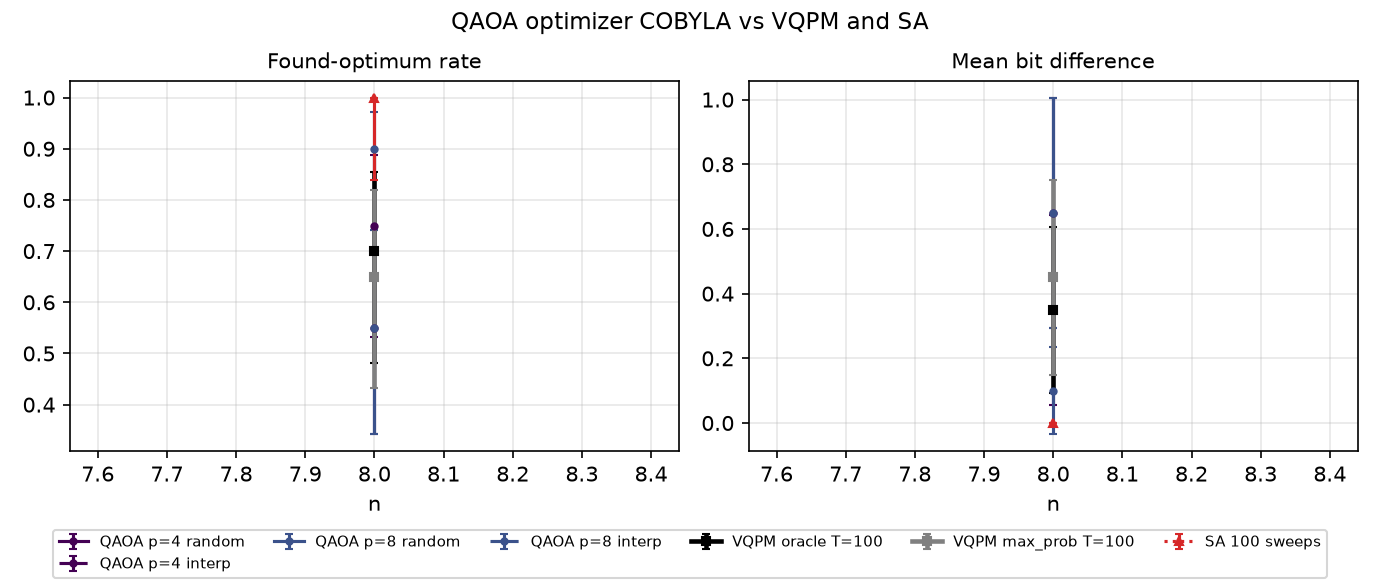 QAOA optimizer COBYLA vs VQPM and SA
Found-optimum rate
1.0
0.9
0.8
0.7
0.6
0.5
0.4
7.6 7.7 7.8 7.9 8.0 8.1 8.2 8.3 8.4
n
Mean bit difference
1.0
0.8
0.6
0.4
0.2
0.0
7.6 7.7 7.8 7.9 8.0 8.1 8.2 8.3 8.4
n
QAOA p=4 random QAOA p=8 random QAOA p=8 interp VQPM oracle T=100 VQPM max_prob T=100 SA 100 sweeps
QAOA p=4 interp